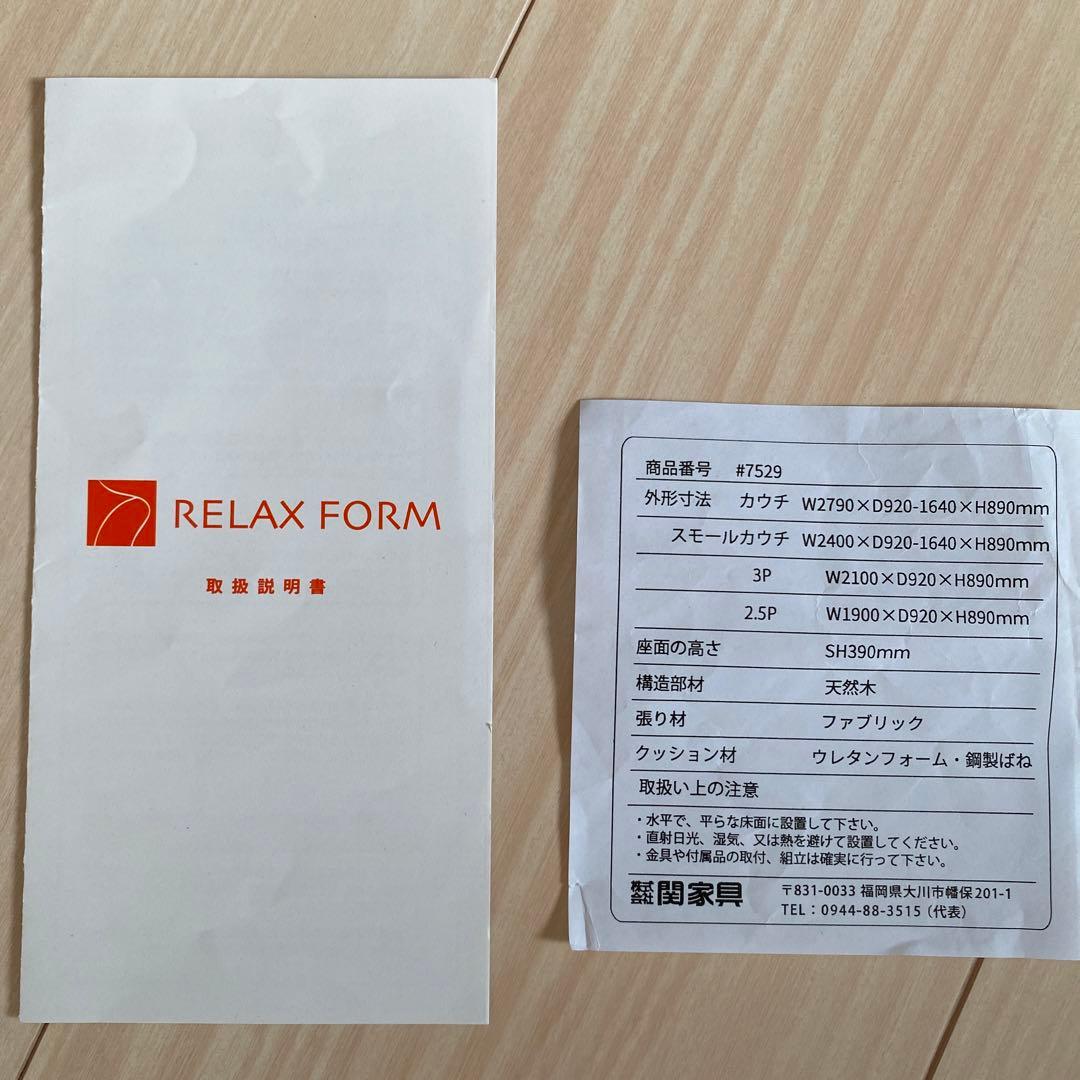 RELAX FORM
取扱説明書
商品番号 #7529
外形寸法 カウチ W2790×D920-1640×H890mm
スモールカウチ W2400×D920-1640×H890mm
3P W2100×D920×H890mm
2.5P W1900×D920×H890mm
座面の高さ SH390mm
構造部材 天然木
張り材 ファブリック
クッション材 ウレタンフォーム・鋼製ばね
取扱い上の注意
・水平で、平らな床面に設置して下さい。
・直射日光、湿気、又は熱を避けて設置してください。
・金具や付属品の取付、組立は確実に行って下さい。
株式会社 関家具 〒831-0033 福岡県大川市幡保201-1
TEL：0944-88-3515（代表）